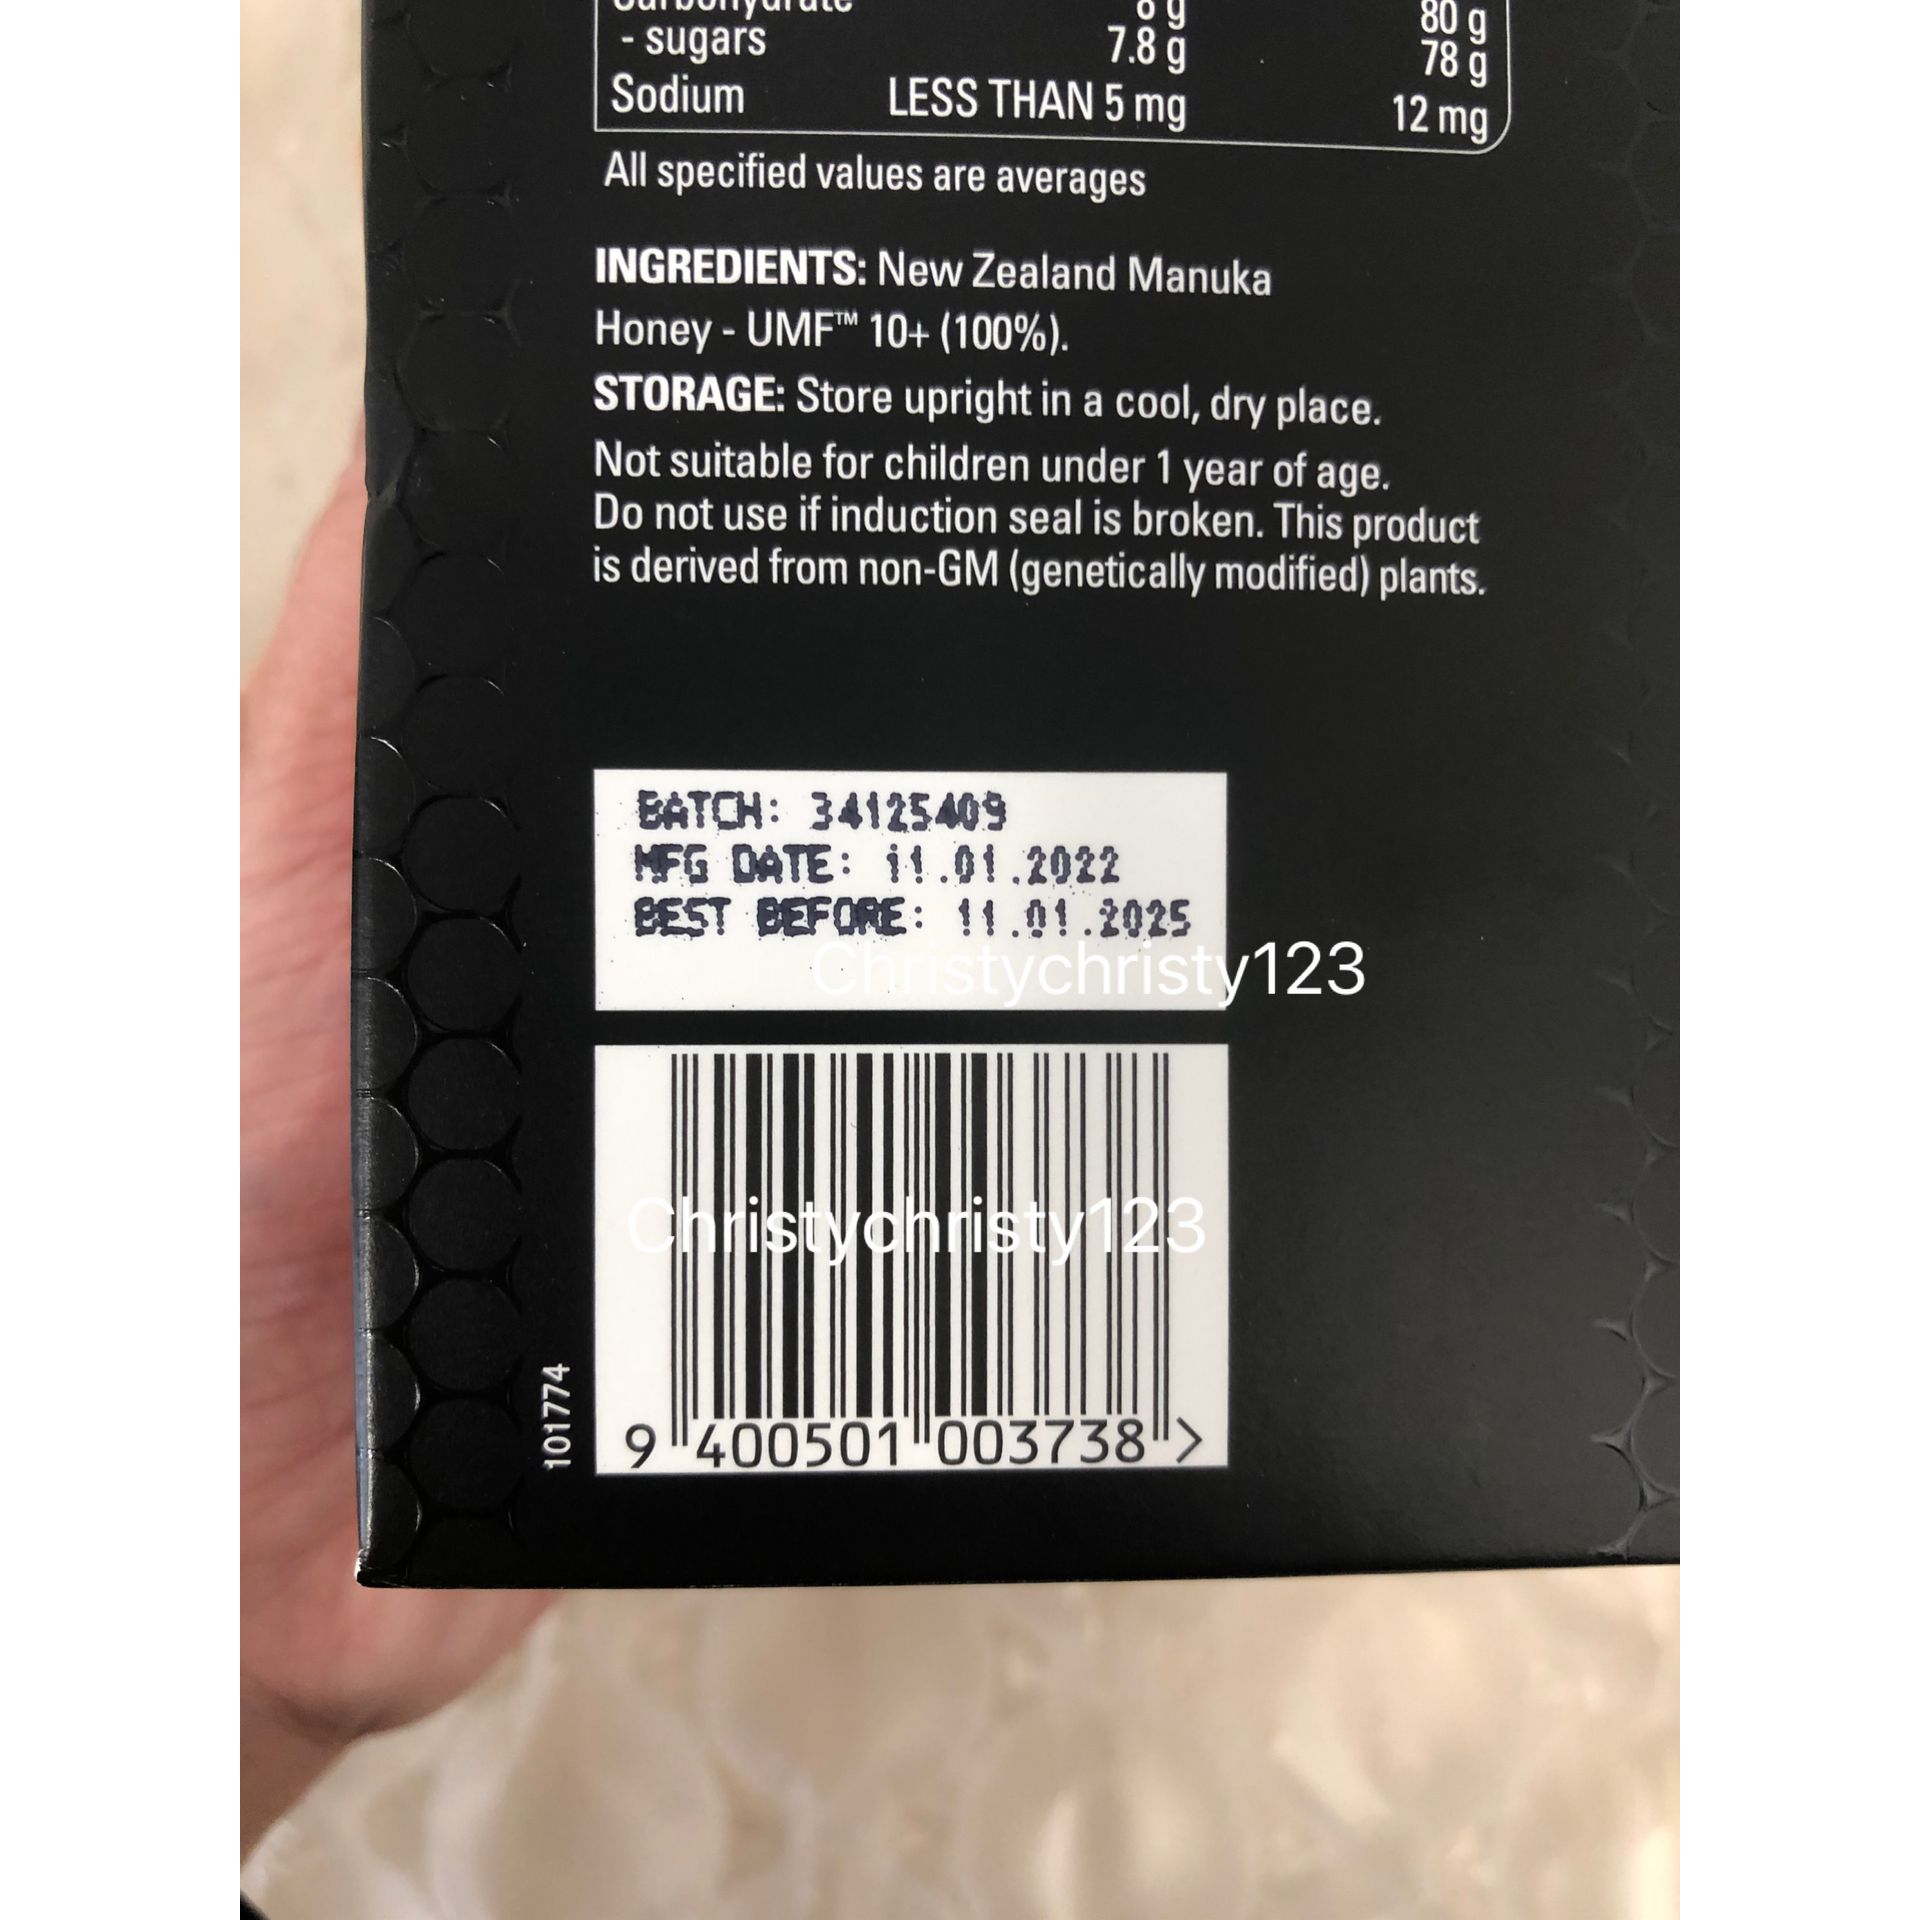 Carbohydrate 8 g 80 g
- sugars 7.8 g 78 g
Sodium LESS THAN 5 mg 12 mg
All specified values are averages
INGREDIENTS: New Zealand Manuka
Honey - UMF™ 10+ (100%).
STORAGE: Store upright in a cool, dry place.
Not suitable for children under 1 year of age.
Do not use if induction seal is broken. This product
is derived from non-GM (genetically modified) plants.
BATCH: 34125409
MFG DATE: 11.01.2022
BEST BEFORE: 11.01.2025
Christychristy123
Christychristy123
101774
9 400501 003738 >